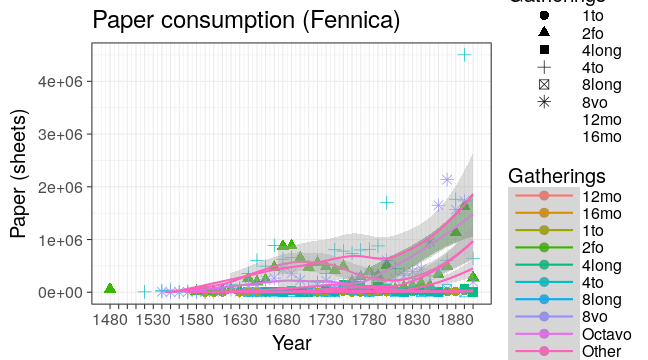 Paper consumption (Fennica)
Paper (sheets)
4e+06
3e+06
2e+06
1e+06
0e+00
1480 1580 1630 1680 1730 1780 1830 1880
Year
Gatherings
1to
2fo
4long
4to
8long
8vo
12mo
16mo
Gatherings
12mo
16mo
1to
2fo
4long
4to
8long
8vo
Octavo
Other